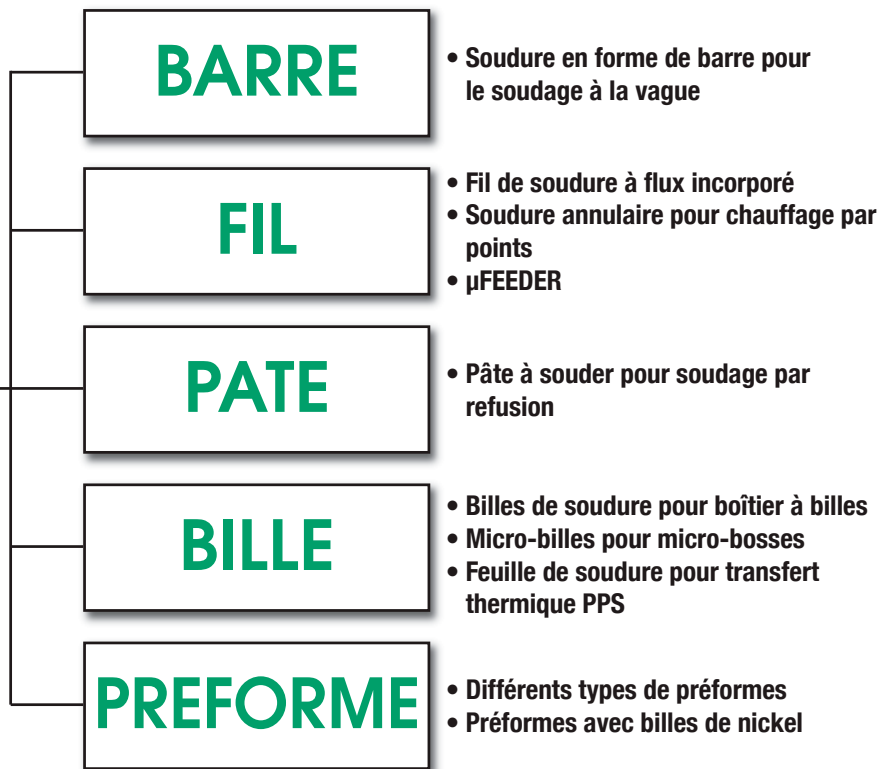 BARRE
• Soudure en forme de barre pour
le soudage à la vague
FIL
• Fil de soudure à flux incorporé
• Soudure annulaire pour chauffage par
points
• µFEEDER
PATE
• Pâte à souder pour soudage par
refusion
BILLE
• Billes de soudure pour boîtier à billes
• Micro-billes pour micro-bosses
• Feuille de soudure pour transfert
thermique PPS
PREFORME
• Différents types de préformes
• Préformes avec billes de nickel